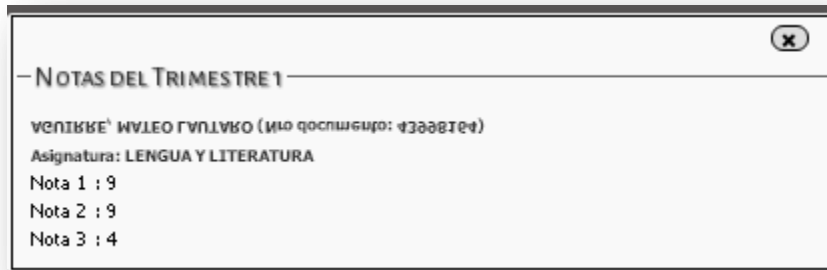 NOTAS DEL TRIMESTRE 1
AGUIRRE, MATEO LAUTARO (Nro documento: 43998164)
Asignatura: LENGUA Y LITERATURA
Nota 1 : 9
Nota 2 : 9
Nota 3 : 4